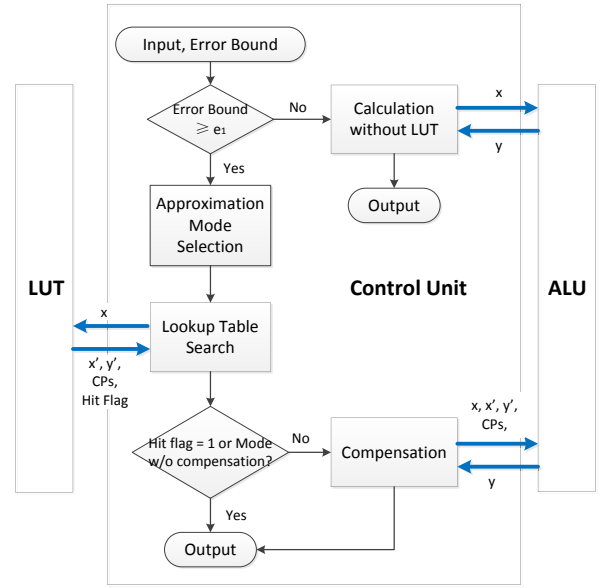 Input, Error Bound
Error Bound
≥ e₁
No
Calculation
without LUT
x
y
Yes
Output
Approximation
Mode
Selection
LUT
Control Unit
ALU
x
Lookup Table
Search
x', y',
CPs,
Hit Flag
Hit flag = 1 or Mode
w/o compensation?
No
Compensation
x, x', y',
CPs,
y
Yes
Output